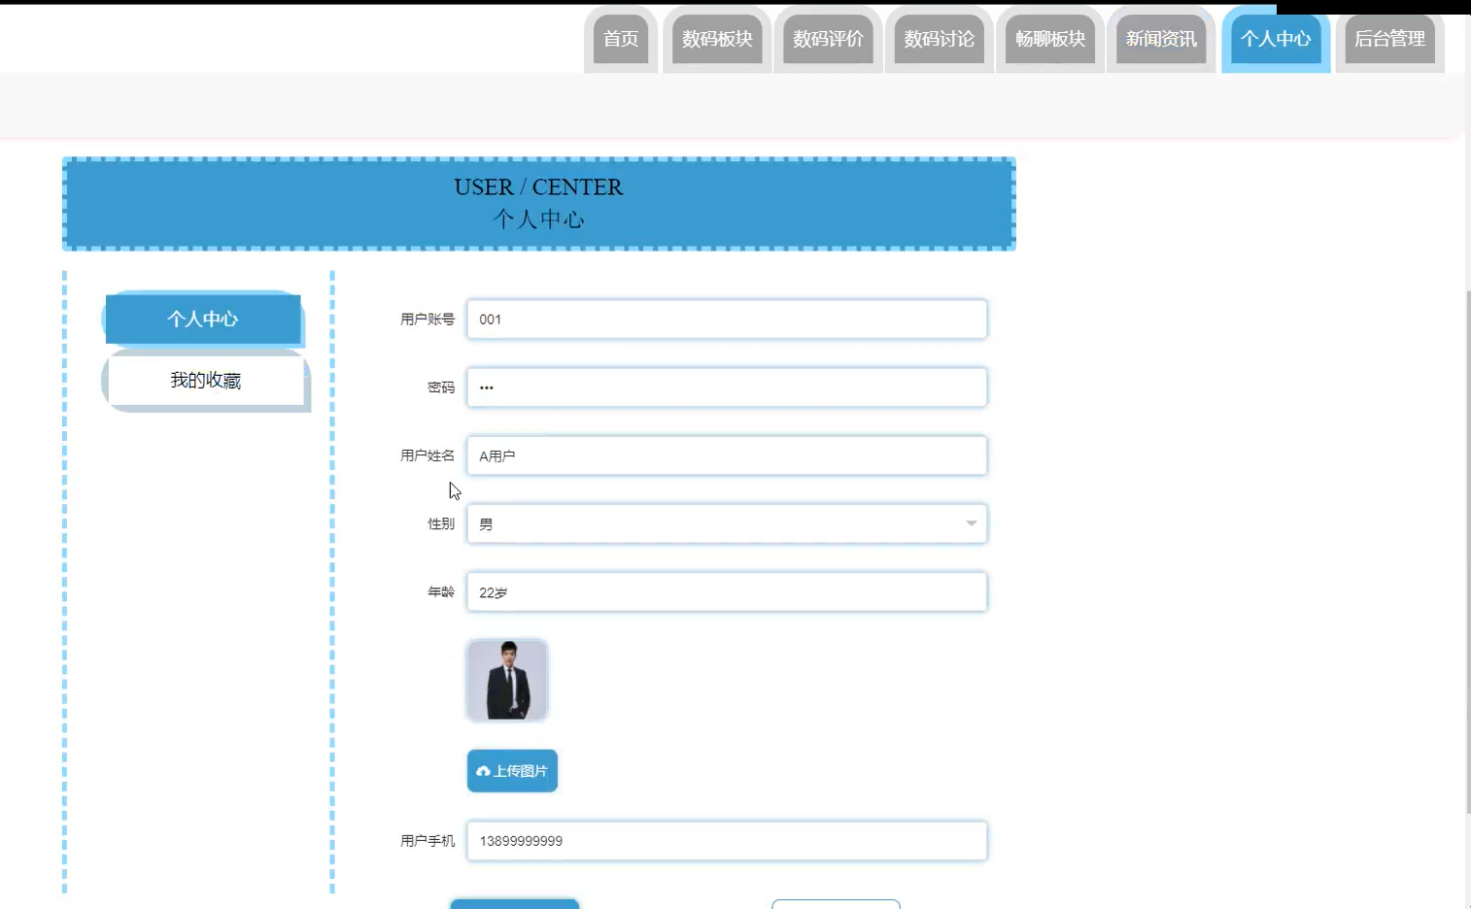 首页 数码板块 数码评价 数码讨论 畅聊板块 新闻资讯 个人中心 后台管理
USER / CENTER
个人中心
个人中心
我的收藏
用户账号 001
密码 •••
用户姓名 A用户
性别 男
年龄 22岁
上传图片
用户手机 13899999999